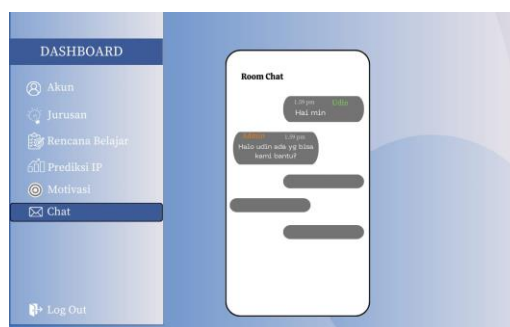 DASHBOARD
Akun
Jurusan
Rencana Belajar
Prediksi IP
Motivasi
Chat
Log Out
Room Chat
1.39 pm Udin
Hai min
Admin 1.39 pm
Halo udin ada yg bisa
kami bantu?